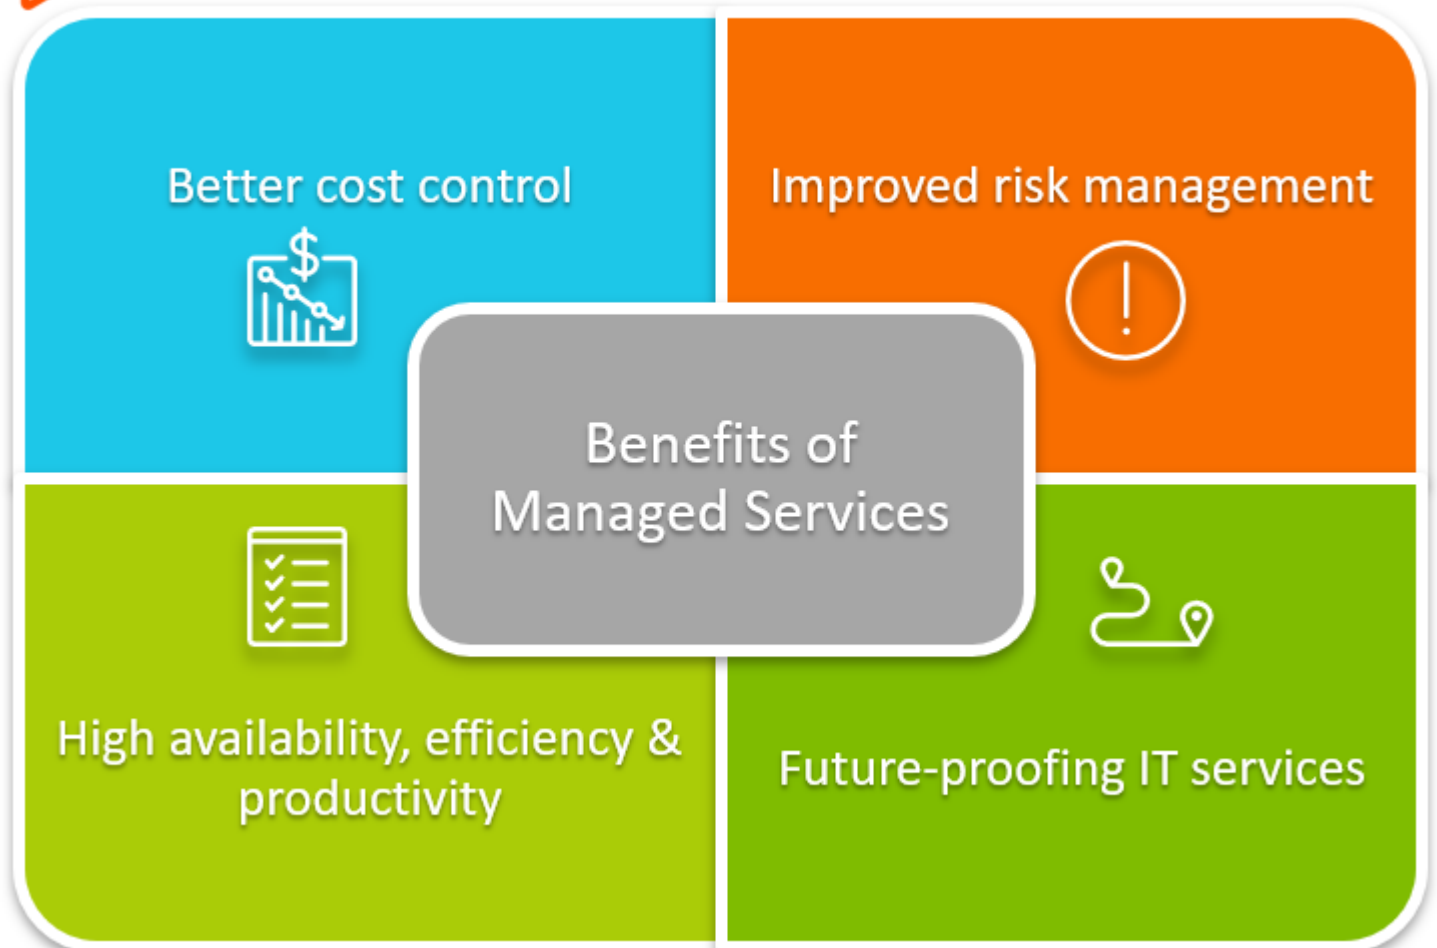 Better cost control
$
Improved risk management
!
Benefits of
Managed Services
High availability, efficiency &
productivity
Future-proofing IT services